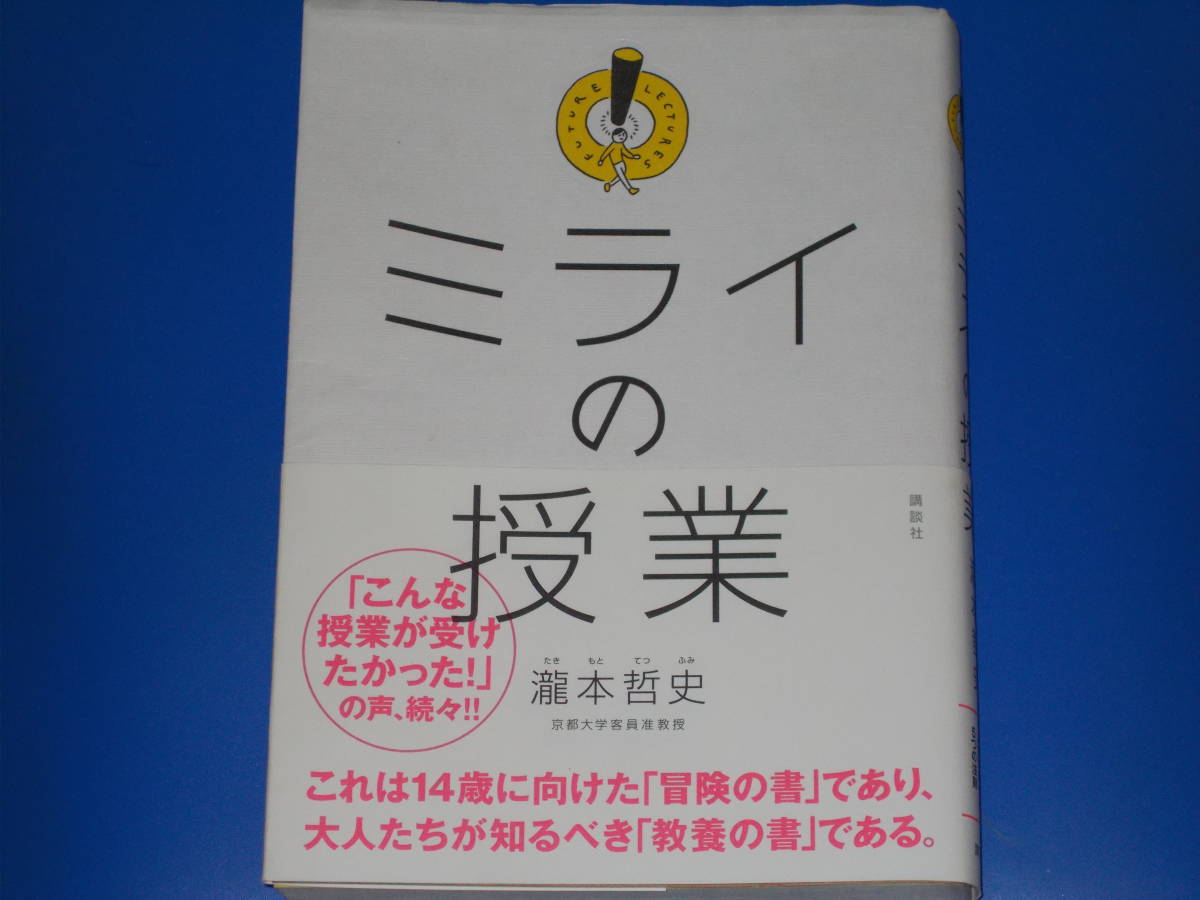 FUTURE LECTURES
ミライ
の
授業
講談社
「こんな
授業が受け
たかった!」
の声、続々!!
たき もと てつ ふみ
瀧本哲史
京都大学客員准教授
これは14歳に向けた「冒険の書」であり、
大人たちが知るべき「教養の書」である。